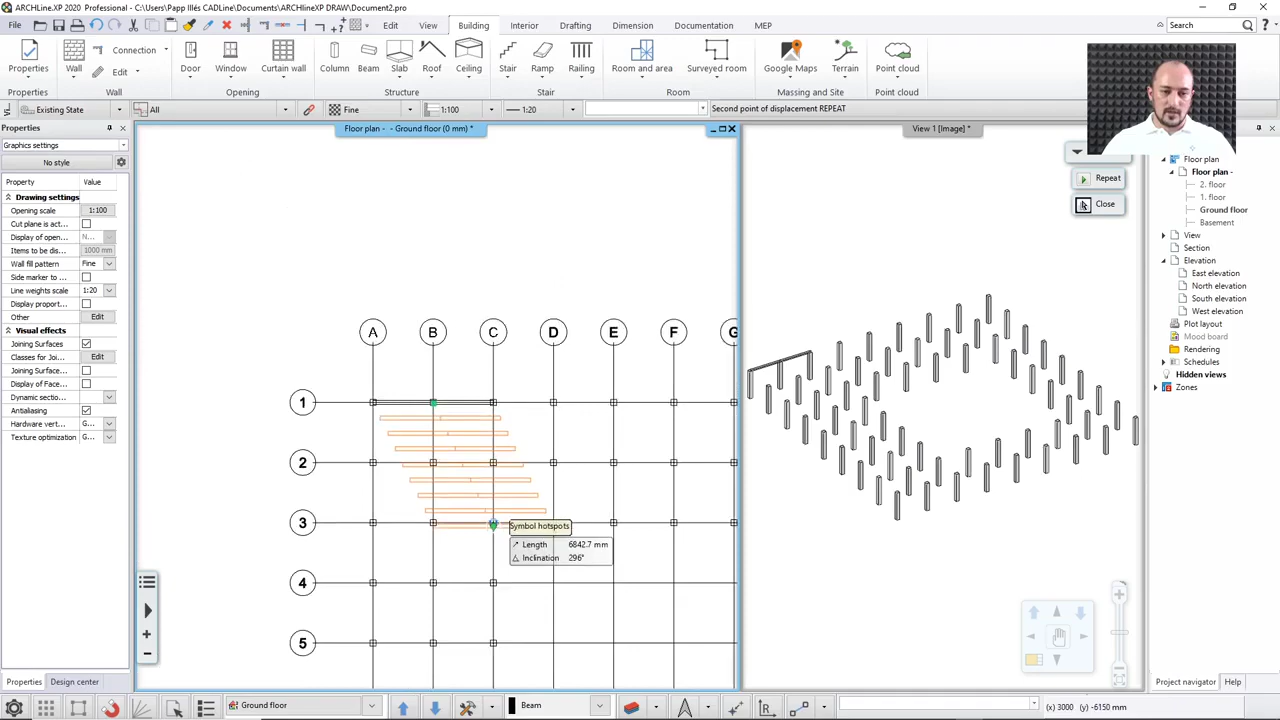 ARCHLine.XP 2020 Professional - C:\Users\Papp Illés CADLine\Documents\ARCHlineXP DRAW\Document2.pro
File
Edit
View
Building
Interior
Drafting
Dimension
Documentation
MEP
Search
Properties
Wall
Connection
Edit
Door
Window
Curtain wall
Column
Beam
Slab
Roof
Ceiling
Stair
Ramp
Railing
Room and area
Surveyed room
Google Maps
Terrain
Point cloud
Properties
Wall
Opening
Structure
Stair
Room
Massing and Site
Point cloud
Existing State
All
Fine
1:100
1:20
Second point of displacement REPEAT
Properties
Graphics settings
No style
Property Value
Drawing settings
Opening scale 1:100
Cut plane is act...
Display of open... N...
Items to be dis... 1000 mm
Wall fill pattern Fine
Side marker to ...
Line weights scale 1:20
Display proport...
Other Edit
Visual effects
Joining Surfaces
Classes for Joi... Edit
Joining Surface...
Display of Face...
Dynamic sectio...
Antialiasing
Hardware vert... G...
Texture optimization G...
Floor plan - - Ground floor (0 mm) *
A B C D E F G
1
2
3
4
5
Symbol hotspots
Length 6842.7 mm
Inclination 296°
View 1 [Image] *
Repeat
Close
Floor plan
Floor plan -
2. floor
1. floor
Ground floor
Basement
View
Section
Elevation
East elevation
North elevation
South elevation
West elevation
Plot layout
Mood board
Rendering
Schedules
Hidden views
Zones
Properties
Design center
Project navigator
Help
Ground floor
Beam
(x) 3000 (y) -6150 mm